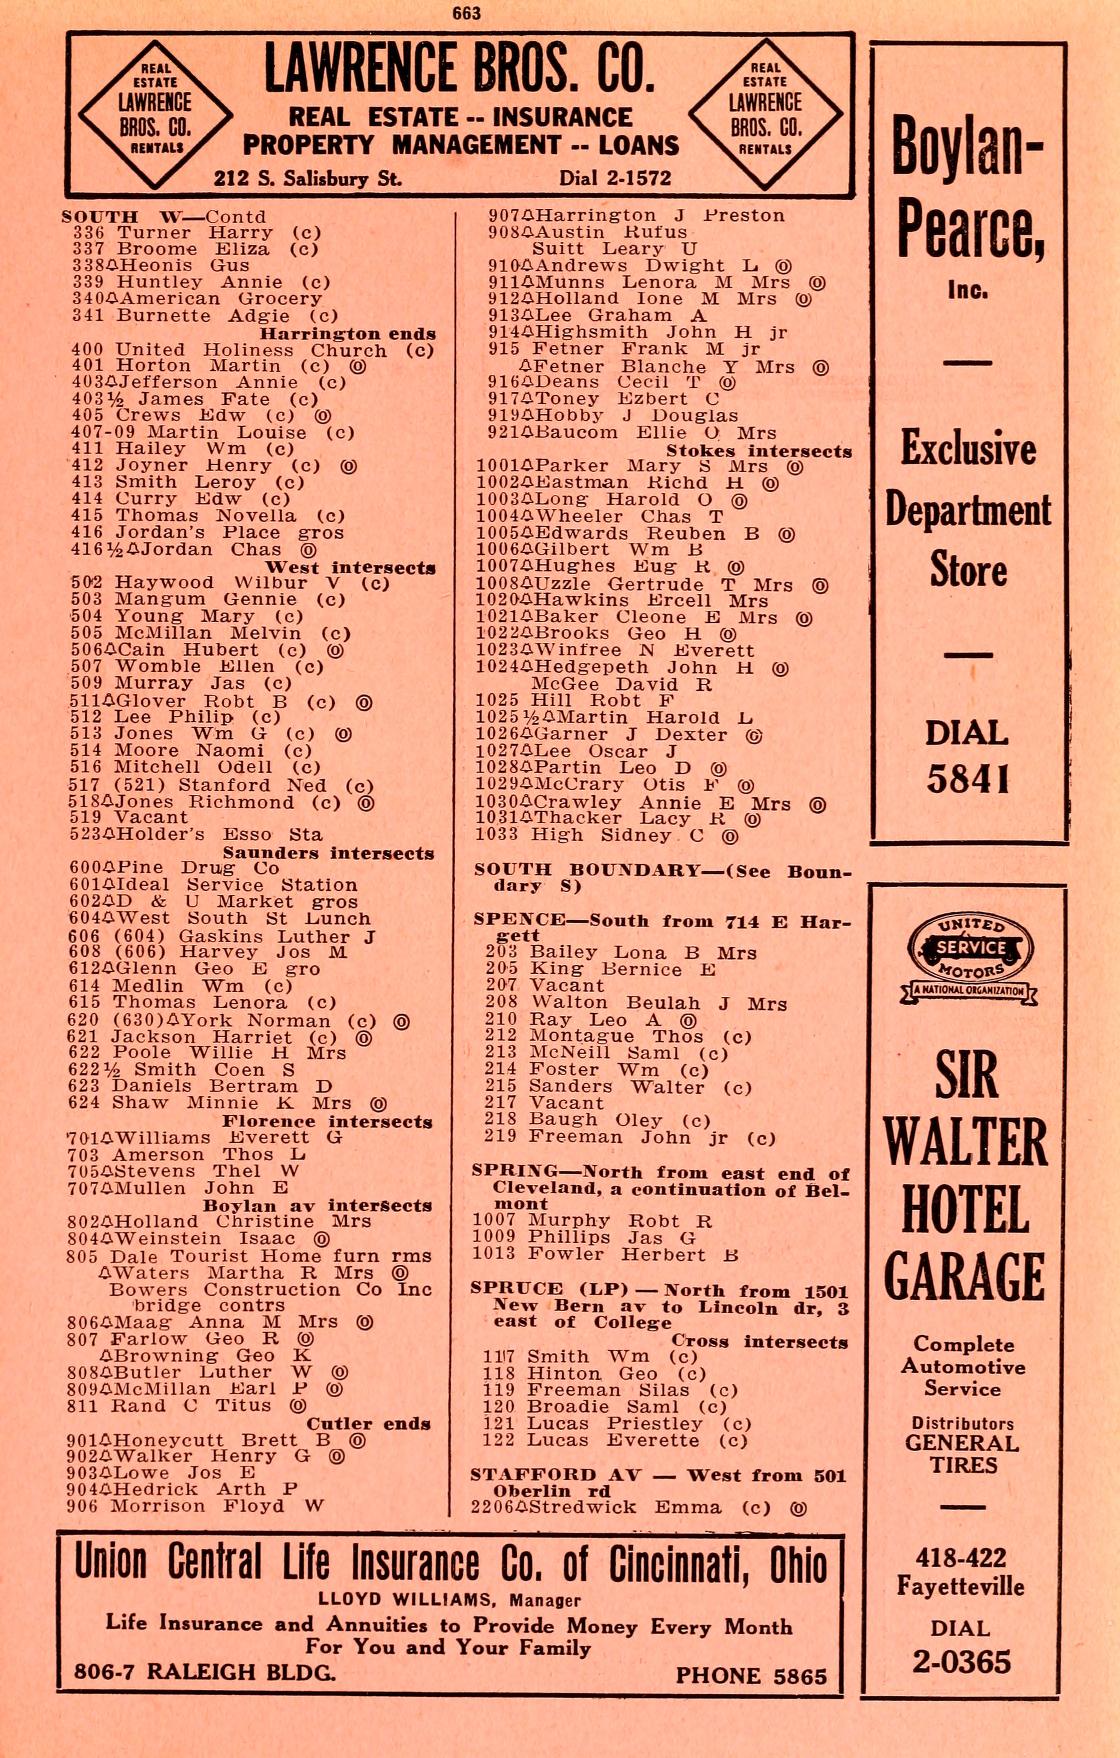 663
REAL
ESTATE
LAWRENCE
BROS. CO.
RENTALS
LAWRENCE BROS. CO.
REAL ESTATE -- INSURANCE
PROPERTY MANAGEMENT -- LOANS
212 S. Salisbury St. Dial 2-1572
REAL
ESTATE
LAWRENCE
BROS. CO.
RENTALS
SOUTH W—Contd
336 Turner Harry (c)
337 Broome Eliza (c)
338△Heonis Gus
339 Huntley Annie (c)
340△American Grocery
341 Burnette Adgie (c)
Harrington ends
400 United Holiness Church (c)
401 Horton Martin (c) ⓞ
403△Jefferson Annie (c)
403½ James Fate (c)
405 Crews Edw (c) ⓞ
407-09 Martin Louise (c)
411 Hailey Wm (c)
412 Joyner Henry (c) ⓞ
413 Smith Leroy (c)
414 Curry Edw (c)
415 Thomas Novella (c)
416 Jordan's Place gros
416½△Jordan Chas ⓞ
West intersects
502 Haywood Wilbur V (c)
503 Mangum Gennie (c)
504 Young Mary (c)
505 McMillan Melvin (c)
506△Cain Hubert (c) ⓞ
507 Womble Ellen (c)
509 Murray Jas (c)
511△Glover Robt B (c) ⓞ
512 Lee Philip (c)
513 Jones Wm G (c) ⓞ
514 Moore Naomi (c)
516 Mitchell Odell (c)
517 (521) Stanford Ned (c)
518△Jones Richmond (c) ⓞ
519 Vacant
523△Holder's Esso Sta
Saunders intersects
600△Pine Drug Co
601△Ideal Service Station
602△D & U Market gros
604△West South St Lunch
606 (604) Gaskins Luther J
608 (606) Harvey Jos M
612△Glenn Geo E gro
614 Medlin Wm (c)
615 Thomas Lenora (c)
620 (630)△York Norman (c) ⓞ
621 Jackson Harriet (c) ⓞ
622 Poole Willie H Mrs
622½ Smith Coen S
623 Daniels Bertram D
624 Shaw Minnie K Mrs ⓞ
Florence intersects
701△Williams Everett G
703 Amerson Thos L
705△Stevens Thel W
707△Mullen John E
Boylan av intersects
802△Holland Christine Mrs
804△Weinstein Isaac ⓞ
805 Dale Tourist Home furn rms
△Waters Martha R Mrs ⓞ
Bowers Construction Co Inc
bridge contrs
806△Maag Anna M Mrs ⓞ
807 Farlow Geo R ⓞ
△Browning Geo K
808△Butler Luther W ⓞ
809△McMillan Earl P ⓞ
811 Rand C Titus ⓞ
Cutler ends
901△Honeycutt Brett B ⓞ
902△Walker Henry G ⓞ
903△Lowe Jos E
904△Hedrick Arth P
906 Morrison Floyd W
907△Harrington J Preston
908△Austin Rufus
Suitt Leary U
910△Andrews Dwight L ⓞ
911△Munns Lenora M Mrs ⓞ
912△Holland Ione M Mrs ⓞ
913△Lee Graham A
914△Highsmith John H jr
915 Fetner Frank M jr
△Fetner Blanche Y Mrs ⓞ
916△Deans Cecil T ⓞ
917△Toney Ezbert C
919△Hobby J Douglas
921△Baucom Ellie O Mrs
Stokes intersects
1001△Parker Mary S Mrs ⓞ
1002△Eastman Richd H ⓞ
1003△Long Harold O ⓞ
1004△Wheeler Chas T
1005△Edwards Reuben B ⓞ
1006△Gilbert Wm B
1007△Hughes Eug R ⓞ
1008△Uzzle Gertrude T Mrs ⓞ
1020△Hawkins Ercell Mrs
1021△Baker Cleone E Mrs ⓞ
1022△Brooks Geo H ⓞ
1023△Winfree N Everett
1024△Hedgepeth John H ⓞ
McGee David R
1025 Hill Robt F
1025½△Martin Harold L
1026△Garner J Dexter ⓞ
1027△Lee Oscar J
1028△Partin Leo D ⓞ
1029△McCrary Otis F ⓞ
1030△Crawley Annie E Mrs ⓞ
1031△Thacker Lacy R ⓞ
1033 High Sidney C ⓞ
SOUTH BOUNDARY—(See Boun-
dary S)
SPENCE—South from 714 E Har-
gett
203 Bailey Lona B Mrs
205 King Bernice E
207 Vacant
208 Walton Beulah J Mrs
210 Ray Leo A ⓞ
212 Montague Thos (c)
213 McNeill Saml (c)
214 Foster Wm (c)
215 Sanders Walter (c)
217 Vacant
218 Baugh Oley (c)
219 Freeman John jr (c)
SPRING—North from east end of
Cleveland, a continuation of Bel-
mont
1007 Murphy Robt R
1009 Phillips Jas G
1013 Fowler Herbert B
SPRUCE (LP) — North from 1501
New Bern av to Lincoln dr, 3
east of College
Cross intersects
117 Smith Wm (c)
118 Hinton Geo (c)
119 Freeman Silas (c)
120 Broadie Saml (c)
121 Lucas Priestley (c)
122 Lucas Everette (c)
STAFFORD AV — West from 501
Oberlin rd
2206△Stredwick Emma (c) ⓞ
Boylan-
Pearce,
Inc.
Exclusive
Department
Store
DIAL
5841
UNITED
SERVICE
MOTORS
A NATIONAL ORGANIZATION
SIR
WALTER
HOTEL
GARAGE
Complete
Automotive
Service
Distributors
GENERAL
TIRES
418-422
Fayetteville
DIAL
2-0365
Union Central Life Insurance Co. of Cincinnati, Ohio
LLOYD WILLIAMS, Manager
Life Insurance and Annuities to Provide Money Every Month
For You and Your Family
806-7 RALEIGH BLDG. PHONE 5865